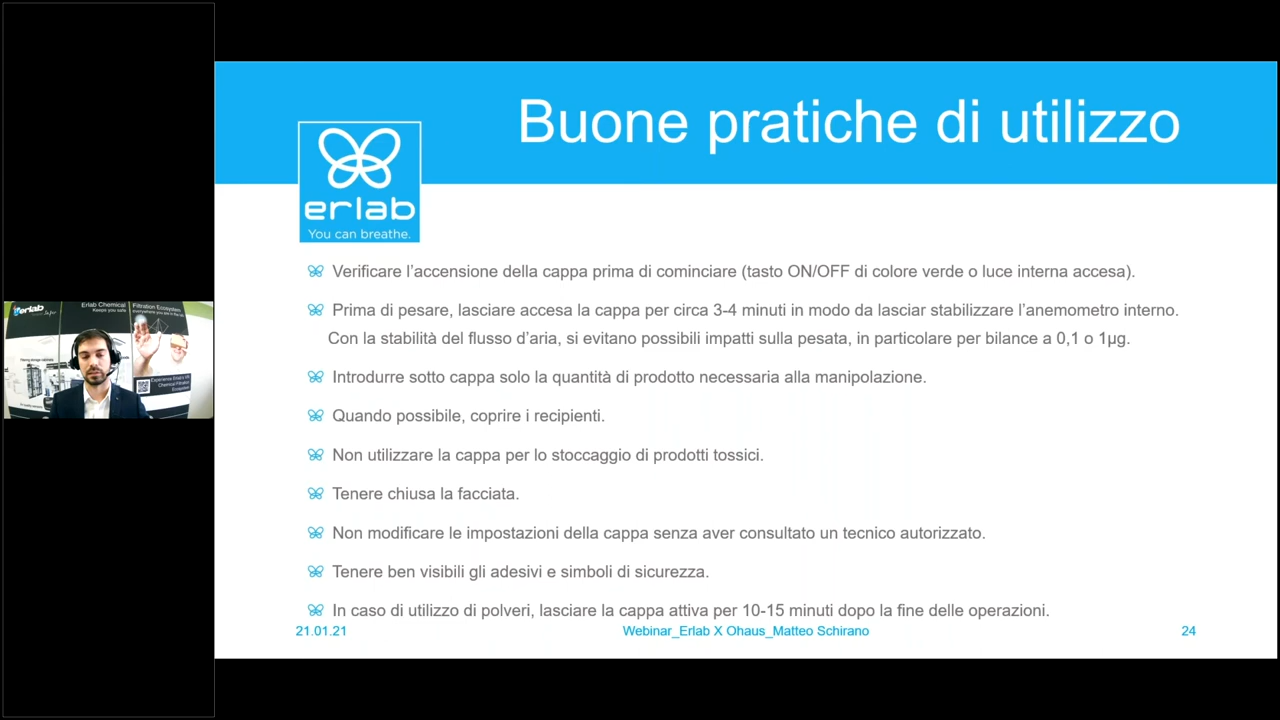 Buone pratiche di utilizzo
erlab
You can breathe.
Verificare l'accensione della cappa prima di cominciare (tasto ON/OFF di colore verde o luce interna accesa).
Prima di pesare, lasciare accesa la cappa per circa 3-4 minuti in modo da lasciar stabilizzare l'anemometro interno.
Con la stabilità del flusso d'aria, si evitano possibili impatti sulla pesata, in particolare per bilance a 0,1 o 1µg.
Introdurre sotto cappa solo la quantità di prodotto necessaria alla manipolazione.
Quando possibile, coprire i recipienti.
Non utilizzare la cappa per lo stoccaggio di prodotti tossici.
Tenere chiusa la facciata.
Non modificare le impostazioni della cappa senza aver consultato un tecnico autorizzato.
Tenere ben visibili gli adesivi e simboli di sicurezza.
In caso di utilizzo di polveri, lasciare la cappa attiva per 10-15 minuti dopo la fine delle operazioni.
21.01.21
Webinar_Erlab X Ohaus_Matteo Schirano
24
erlab
Erlab Chemical
Keeps you safe
Filtration Ecosystem
Chemical Filtration
Ecosystem